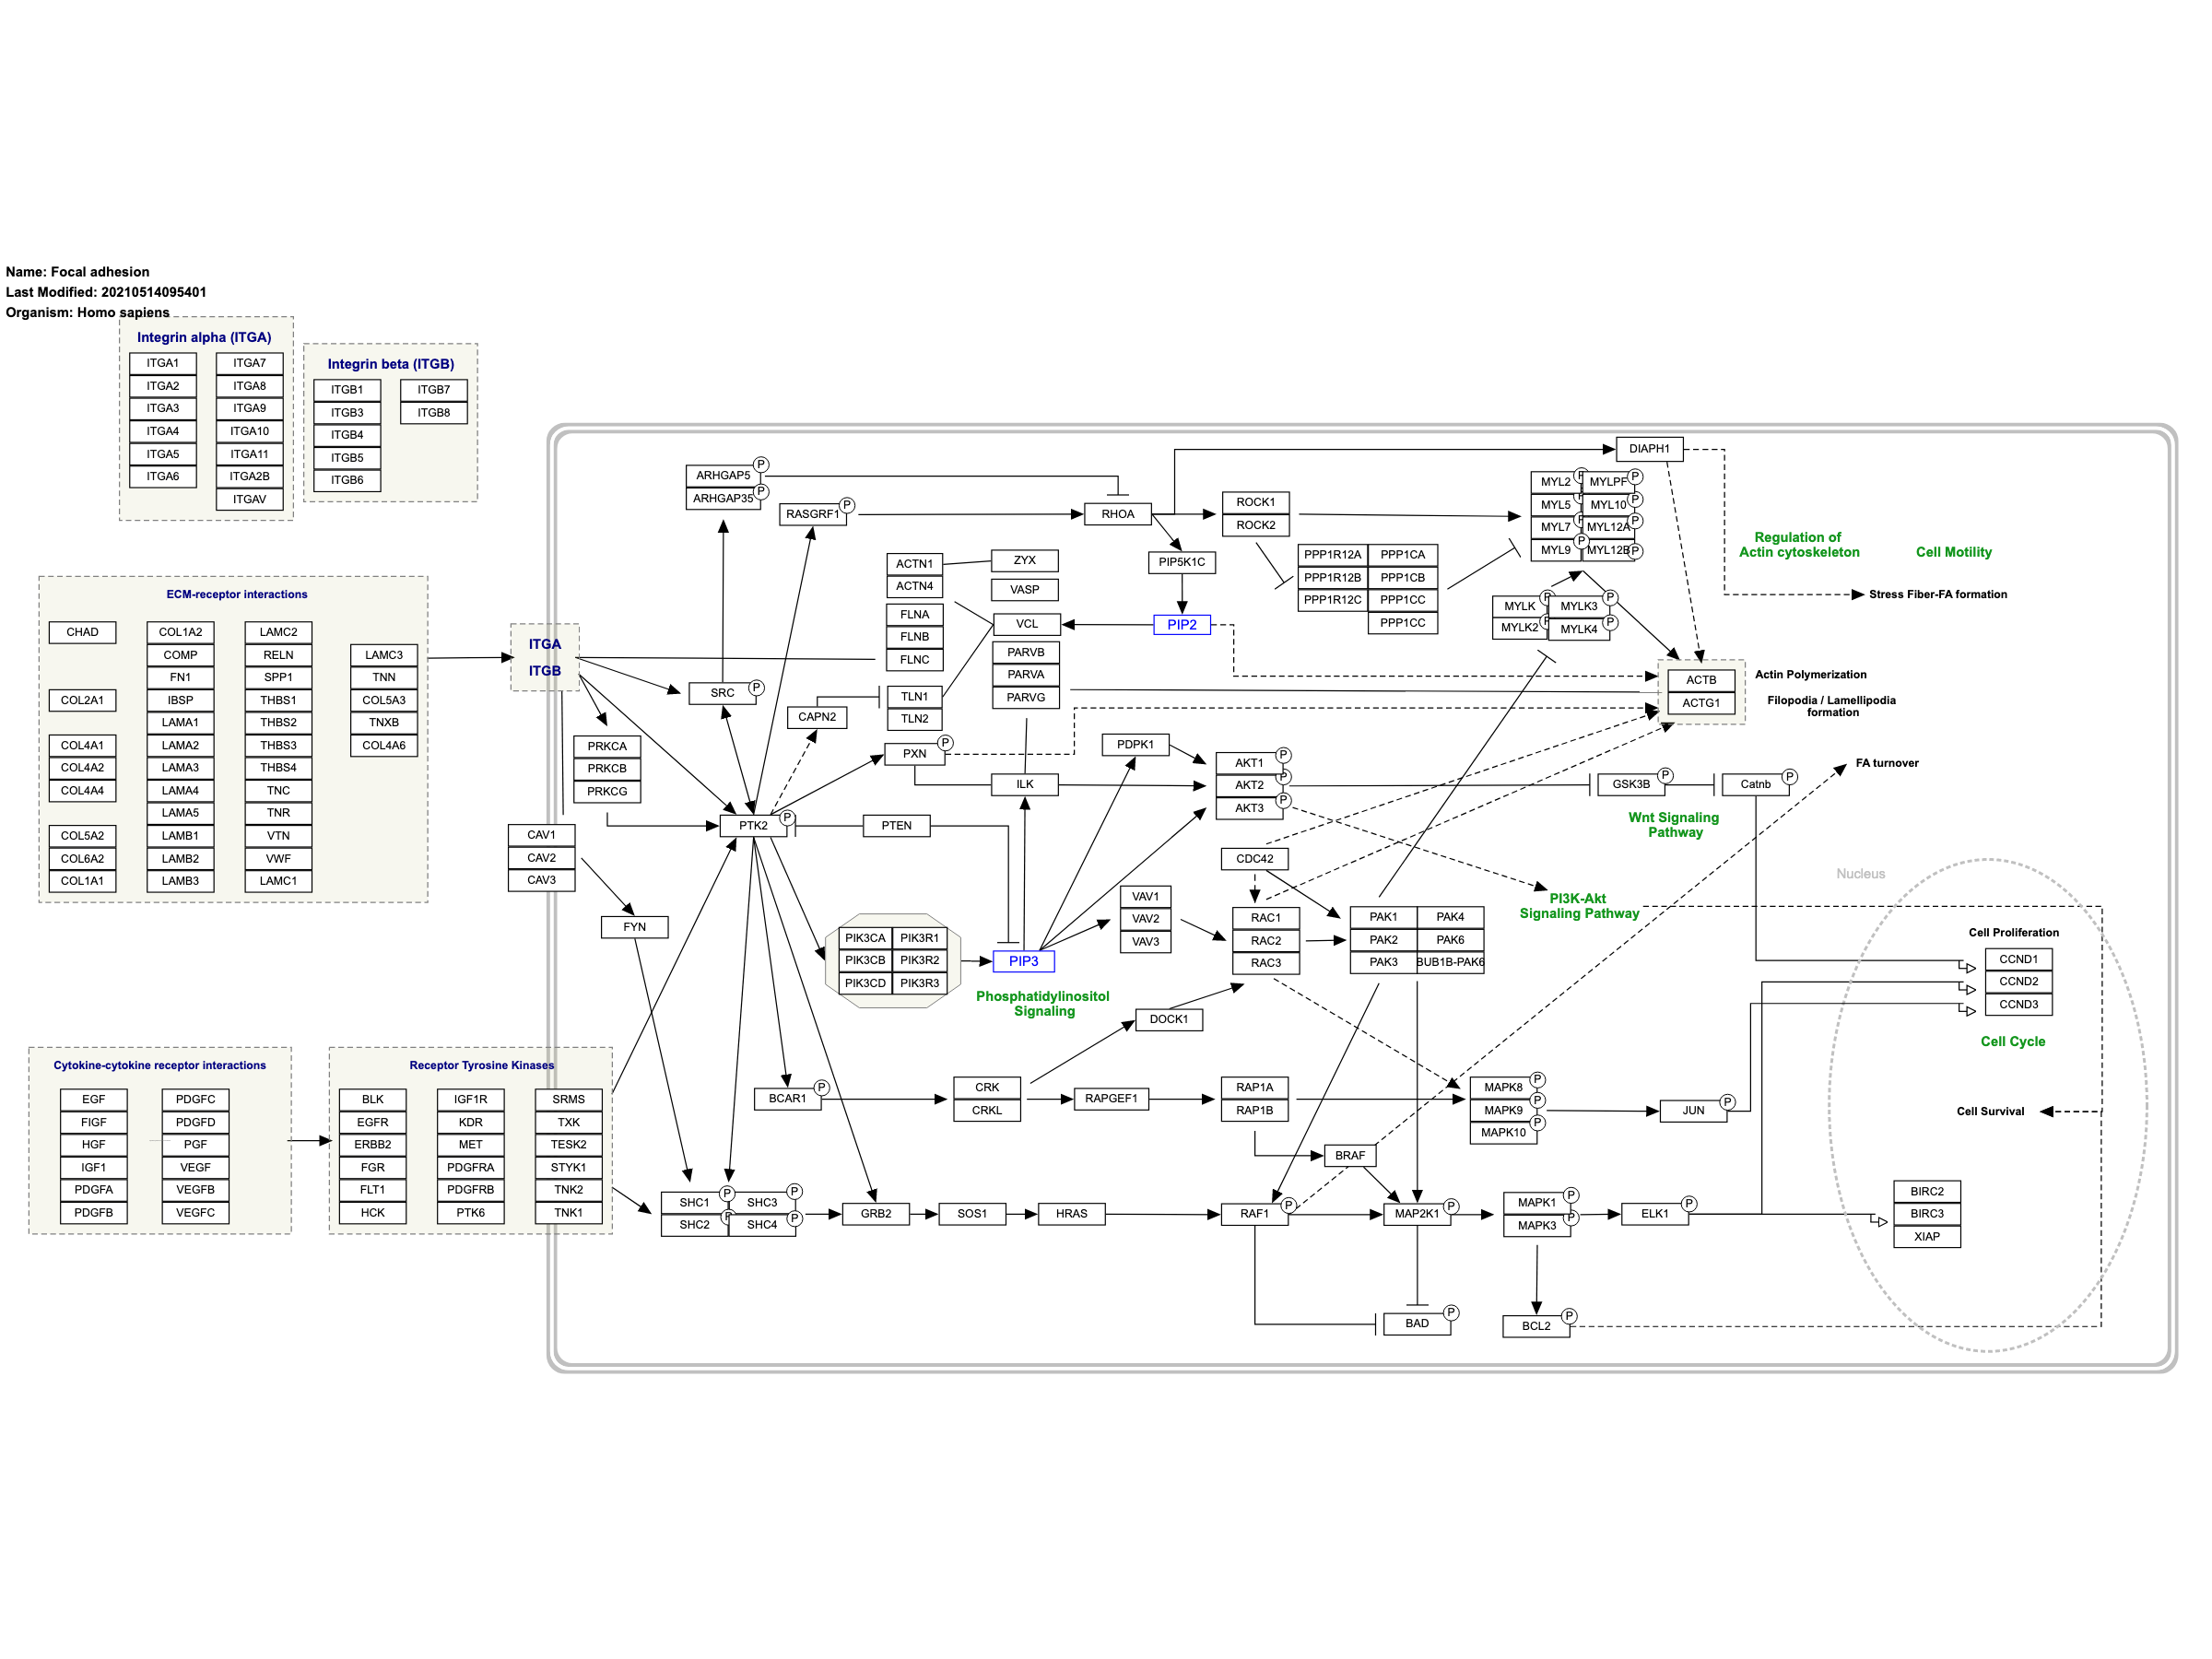 Name: Focal adhesion
Last Modified: 20210514095401
Organism: Homo sapiens
Integrin alpha (ITGA)
ITGA1
ITGA2
ITGA3
ITGA4
ITGA5
ITGA6
ITGA7
ITGA8
ITGA9
ITGA10
ITGA11
ITGA2B
ITGAV
Integrin beta (ITGB)
ITGB1
ITGB3
ITGB4
ITGB5
ITGB6
ITGB7
ITGB8
ECM-receptor interactions
CHAD
COL2A1
COL4A1
COL4A2
COL4A4
COL5A2
COL6A2
COL1A1
COL1A2
COMP
FN1
IBSP
LAMA1
LAMA2
LAMA3
LAMA4
LAMA5
LAMB1
LAMB2
LAMB3
LAMC2
RELN
SPP1
THBS1
THBS2
THBS3
THBS4
TNC
TNR
VTN
VWF
LAMC1
LAMC3
TNN
COL5A3
TNXB
COL4A6
Cytokine-cytokine receptor interactions
EGF
FIGF
HGF
IGF1
PDGFA
PDGFB
PDGFC
PDGFD
PGF
VEGF
VEGFB
VEGFC
Receptor Tyrosine Kinases
BLK
EGFR
ERBB2
FGR
FLT1
HCK
IGF1R
KDR
MET
PDGFRA
PDGFRB
PTK6
SRMS
TXK
TESK2
STYK1
TNK2
TNK1
ITGA
ITGB
CAV1
CAV2
CAV3
FYN
PRKCA
PRKCB
PRKCG
ARHGAP5 P
ARHGAP35 P
RASGRF1 P
SRC P
PTK2 P
CAPN2
PXN P
PTEN
ACTN1
ACTN4
FLNA
FLNB
FLNC
TLN1
TLN2
ZYX
VASP
VCL
PARVB
PARVA
PARVG
ILK
PIK3CA
PIK3CB
PIK3CD
PIK3R1
PIK3R2
PIK3R3
PIP3
Phosphatidylinositol
Signaling
RHOA
PIP5K1C
PIP2
ROCK1
ROCK2
PPP1R12A
PPP1R12B
PPP1R12C
PPP1CA
PPP1CB
PPP1CC
PPP1CC
MYL2 P
MYL5 P
MYL7 P
MYL9 P
MYLPF P
MYL10 P
MYL12A P
MYL12B P
MYLK P
MYLK2 P
MYLK3 P
MYLK4 P
DIAPH1
Regulation of
Actin cytoskeleton
Cell Motility
Stress Fiber-FA formation
ACTB
ACTG1
Actin Polymerization
Filopodia / Lamellipodia
formation
FA turnover
PDPK1
AKT1 P
AKT2 P
AKT3 P
GSK3B P
Catnb P
Wnt Signaling
Pathway
PI3K-Akt
Signaling Pathway
CDC42
VAV1
VAV2
VAV3
RAC1
RAC2
RAC3
PAK1
PAK2
PAK3
PAK4
PAK6
BUB1B-PAK6
DOCK1
BCAR1 P
CRK
CRKL
RAPGEF1
RAP1A
RAP1B
BRAF
MAPK8 P
MAPK9 P
MAPK10 P
JUN P
SHC1 P
SHC2 P
SHC3 P
SHC4 P
GRB2
SOS1
HRAS
RAF1 P
MAP2K1 P
MAPK1 P
MAPK3 P
ELK1 P
BAD P
BCL2 P
Nucleus
Cell Proliferation
CCND1
CCND2
CCND3
Cell Cycle
Cell Survival
BIRC2
BIRC3
XIAP